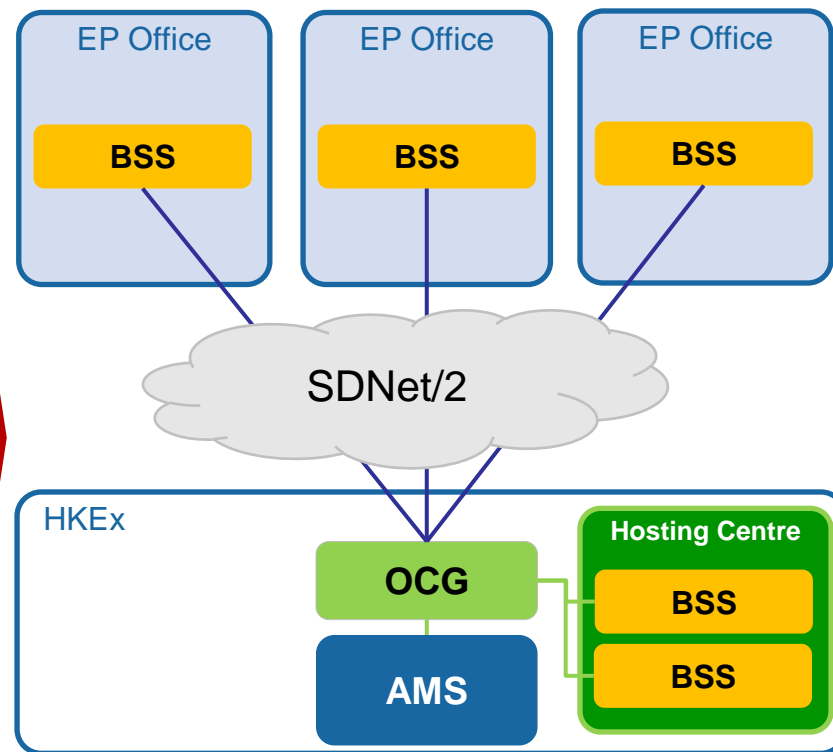 EP Office
EP Office
EP Office
BSS
BSS
BSS
SDNet/2
HKEx
Hosting Centre
OCG
BSS
AMS
BSS